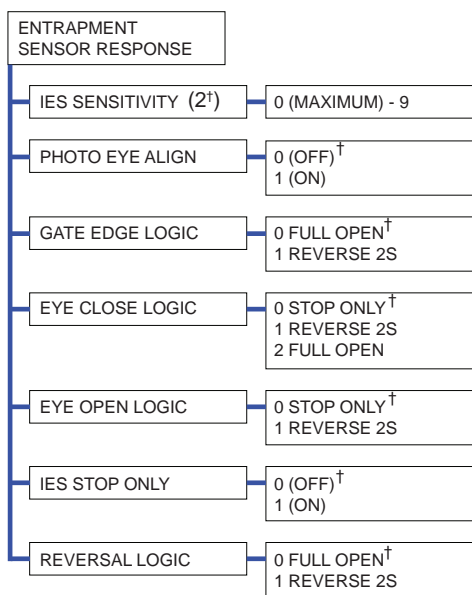 ENTRAPMENT
SENSOR RESPONSE
IES SENSITIVITY (2†)
0 (MAXIMUM) - 9
PHOTO EYE ALIGN
0 (OFF)†
1 (ON)
GATE EDGE LOGIC
0 FULL OPEN†
1 REVERSE 2S
EYE CLOSE LOGIC
0 STOP ONLY†
1 REVERSE 2S
2 FULL OPEN
EYE OPEN LOGIC
0 STOP ONLY†
1 REVERSE 2S
IES STOP ONLY
0 (OFF)†
1 (ON)
REVERSAL LOGIC
0 FULL OPEN†
1 REVERSE 2S